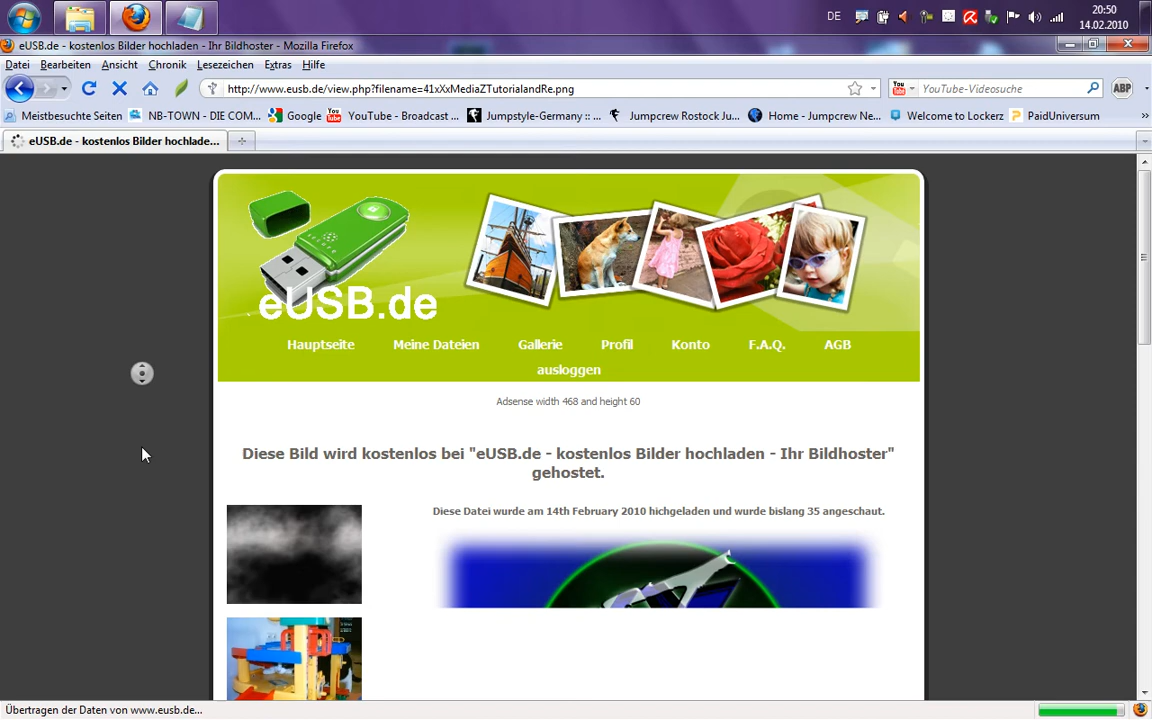 DE
20:50
14.02.2010
eUSB.de - kostenlos Bilder hochladen - Ihr Bildhoster - Mozilla Firefox
Datei Bearbeiten Ansicht Chronik Lesezeichen Extras Hilfe
http://www.eusb.de/view.php?filename=41xXxMediaZTutorialandRe.png
You Tube YouTube-Videosuche ABP
Meistbesuchte Seiten NB-TOWN - DIE COM... Google YouTube - Broadcast ... Jumpstyle-Germany :: ... Jumpcrew Rostock Ju... Home - Jumpcrew Ne... Welcome to Lockerz PaidUniversum »
eUSB.de - kostenlos Bilder hochlade...
eUSB.de
Hauptseite Meine Dateien Gallerie Profil Konto F.A.Q. AGB
ausloggen
Adsense width 468 and height 60
Diese Bild wird kostenlos bei "eUSB.de - kostenlos Bilder hochladen - Ihr Bildhoster"
gehostet.
Diese Datei wurde am 14th February 2010 hichgeladen und wurde bislang 35 angeschaut.
Übertragen der Daten von www.eusb.de...